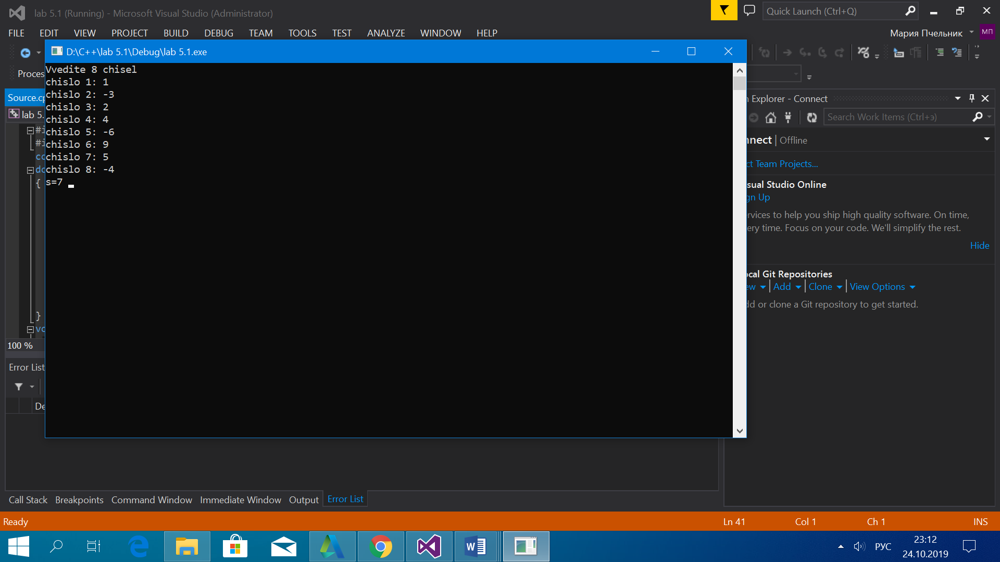 lab 5.1 (Running) - Microsoft Visual Studio (Administrator)
Quick Launch (Ctrl+Q)
FILE EDIT VIEW PROJECT BUILD DEBUG TEAM TOOLS TEST ANALYZE WINDOW HELP
Мария Пчельник МП
D:\C++\lab 5.1\Debug\lab 5.1.exe
Vvedite 8 chisel
chislo 1: 1
chislo 2: -3
chislo 3: 2
chislo 4: 4
chislo 5: -6
chislo 6: 9
chislo 7: 5
chislo 8: -4
s=7
Proces
Source.cp
lab 5.
#i
#i
{
}
100 %
Explorer - Connect
Search Work Items (Ctrl+э)
nnect | Offline
ct Team Projects...
sual Studio Online
gn Up
rvices to help you ship high quality software. On time,
ery time. Focus on your code. We'll simplify the rest.
Hide
ocal Git Repositories
ew Add Clone View Options
dd or clone a Git repository to get started.
Error List
De
Call Stack Breakpoints Command Window Immediate Window Output Error List
Ready Ln 41 Col 1 Ch 1 INS
РУС
23:12
24.10.2019